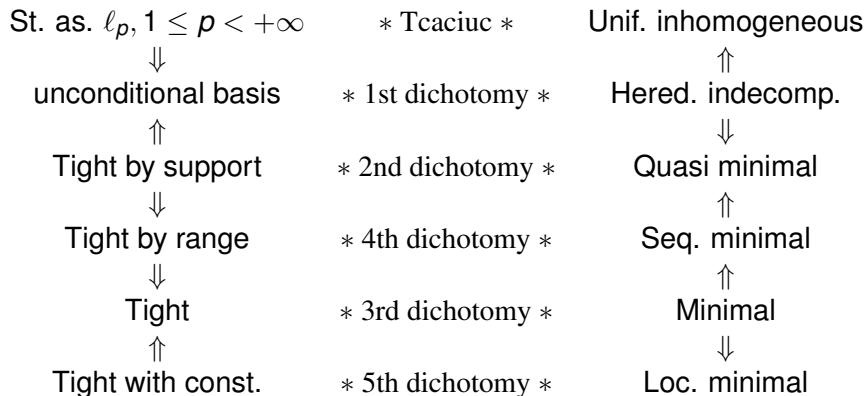 St. as. ℓ_p, 1 ≤ p < +∞ ∗ Tcaciuc ∗ Unif. inhomogeneous
⇓ ⇑
unconditional basis ∗ 1st dichotomy ∗ Hered. indecomp.
⇑ ⇓
Tight by support ∗ 2nd dichotomy ∗ Quasi minimal
⇓ ⇑
Tight by range ∗ 4th dichotomy ∗ Seq. minimal
⇓ ⇑
Tight ∗ 3rd dichotomy ∗ Minimal
⇑ ⇓
Tight with const. ∗ 5th dichotomy ∗ Loc. minimal